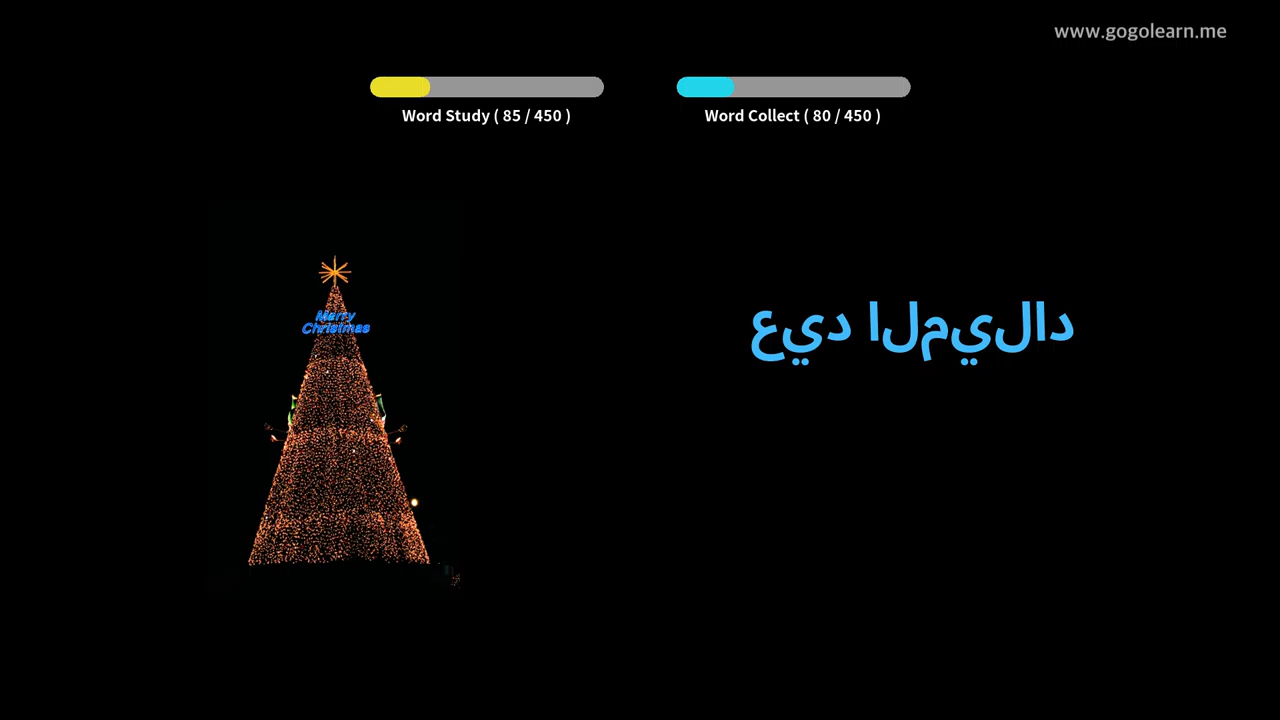 www.gogolearn.me
Word Study ( 85 / 450 )
Word Collect ( 80 / 450 )
Merry
Christmas
عيد الميلاد